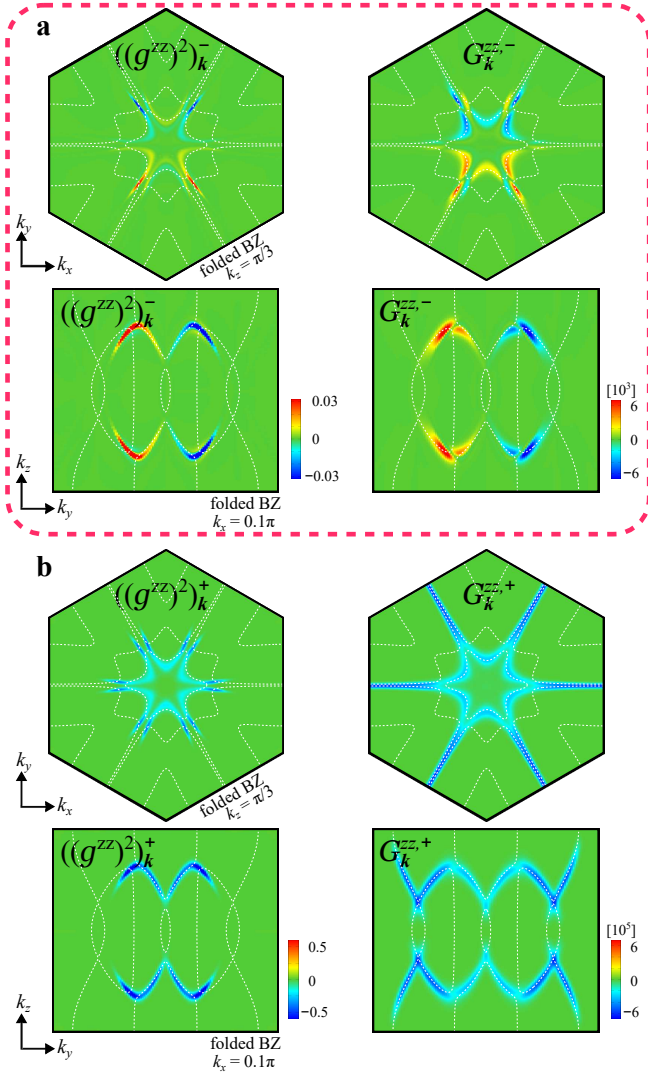 a
((g^zz)^2)_k^−
G_k^zz,−
k_y
k_x
folded BZ
k_z = π/3
((g^zz)^2)_k^−
G_k^zz,−
0.03
0
−0.03
[10^3]
6
0
−6
k_z
k_y
folded BZ
k_x = 0.1π
b
((g^zz)^2)_k^+
G_k^zz,+
k_y
k_x
folded BZ
k_z = π/3
((g^zz)^2)_k^+
G_k^zz,+
0.5
0
−0.5
[10^5]
6
0
−6
k_z
k_y
folded BZ
k_x = 0.1π